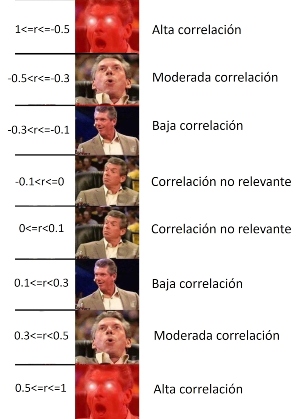 1<=r<=-0.5 Alta correlación
-0.5<r<=-0.3 Moderada correlación
-0.3<r<=-0.1 Baja correlación
-0.1<r<=0 Correlación no relevante
0<=r<0.1 Correlación no relevante
0.1<=r<0.3 Baja correlación
0.3<=r<0.5 Moderada correlación
0.5<=r<=1 Alta correlación